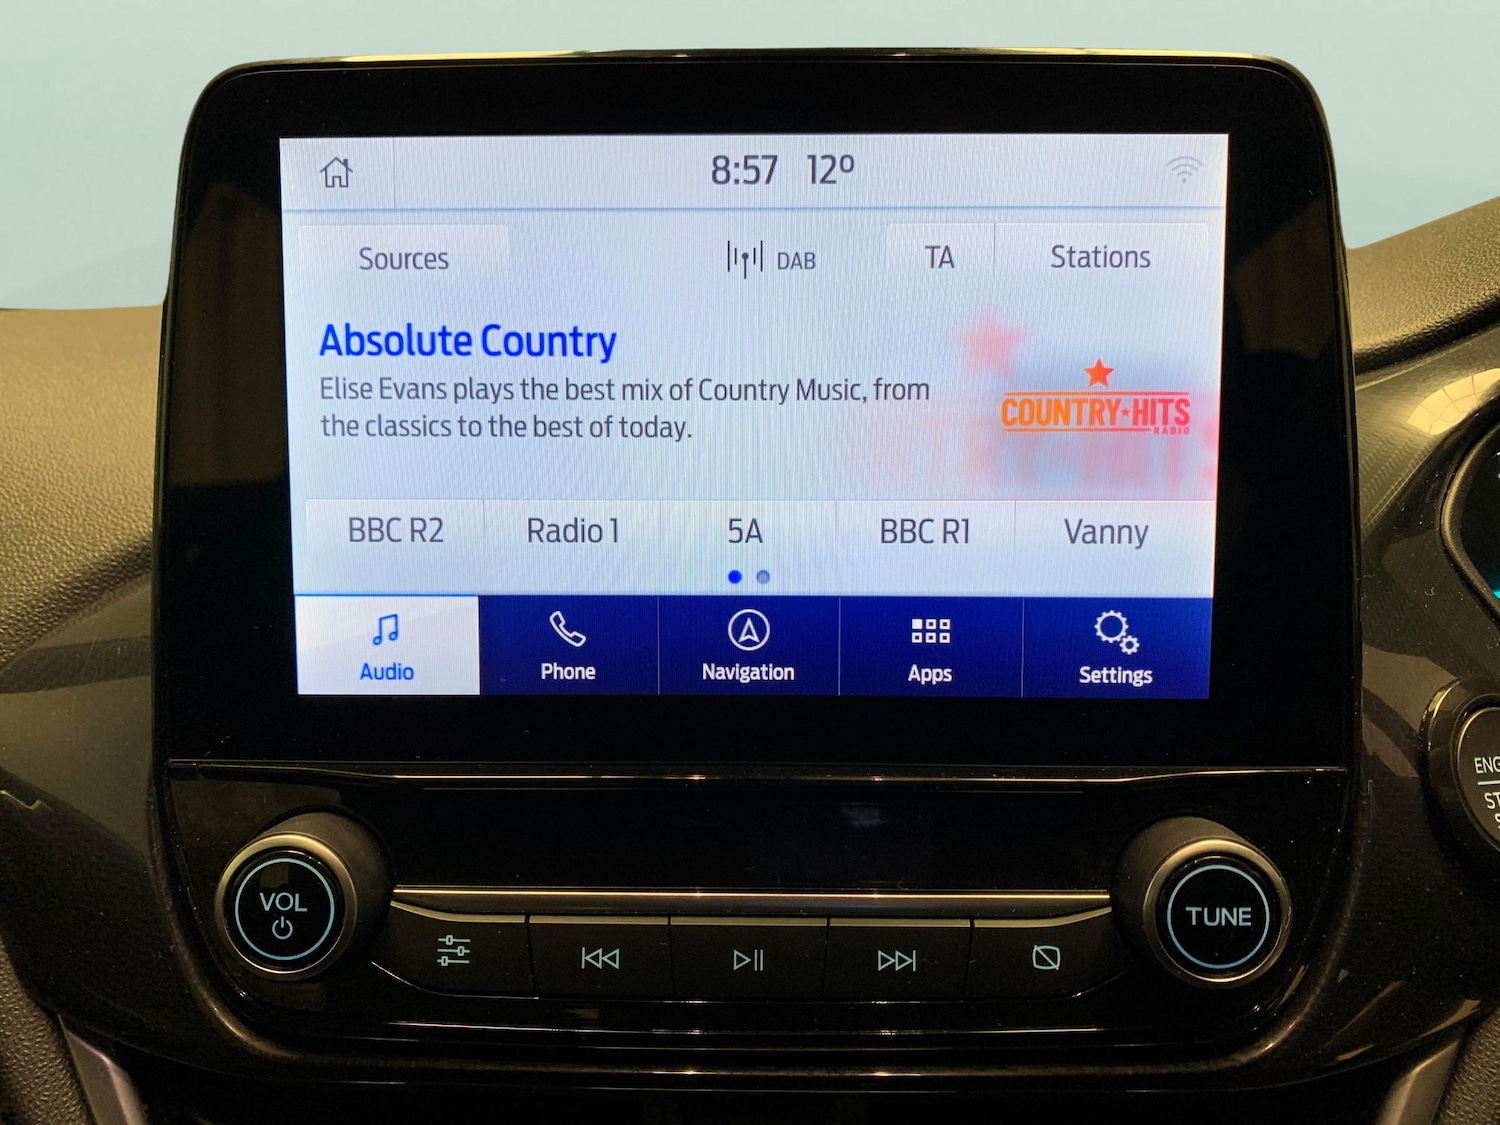 8:57 12º
Sources DAB TA Stations
Absolute Country
Elise Evans plays the best mix of Country Music, from
the classics to the best of today.
COUNTRY★HITS
RADIO
BBC R2 Radio 1 5A BBC R1 Vanny
Audio Phone Navigation Apps Settings
VOL
TUNE